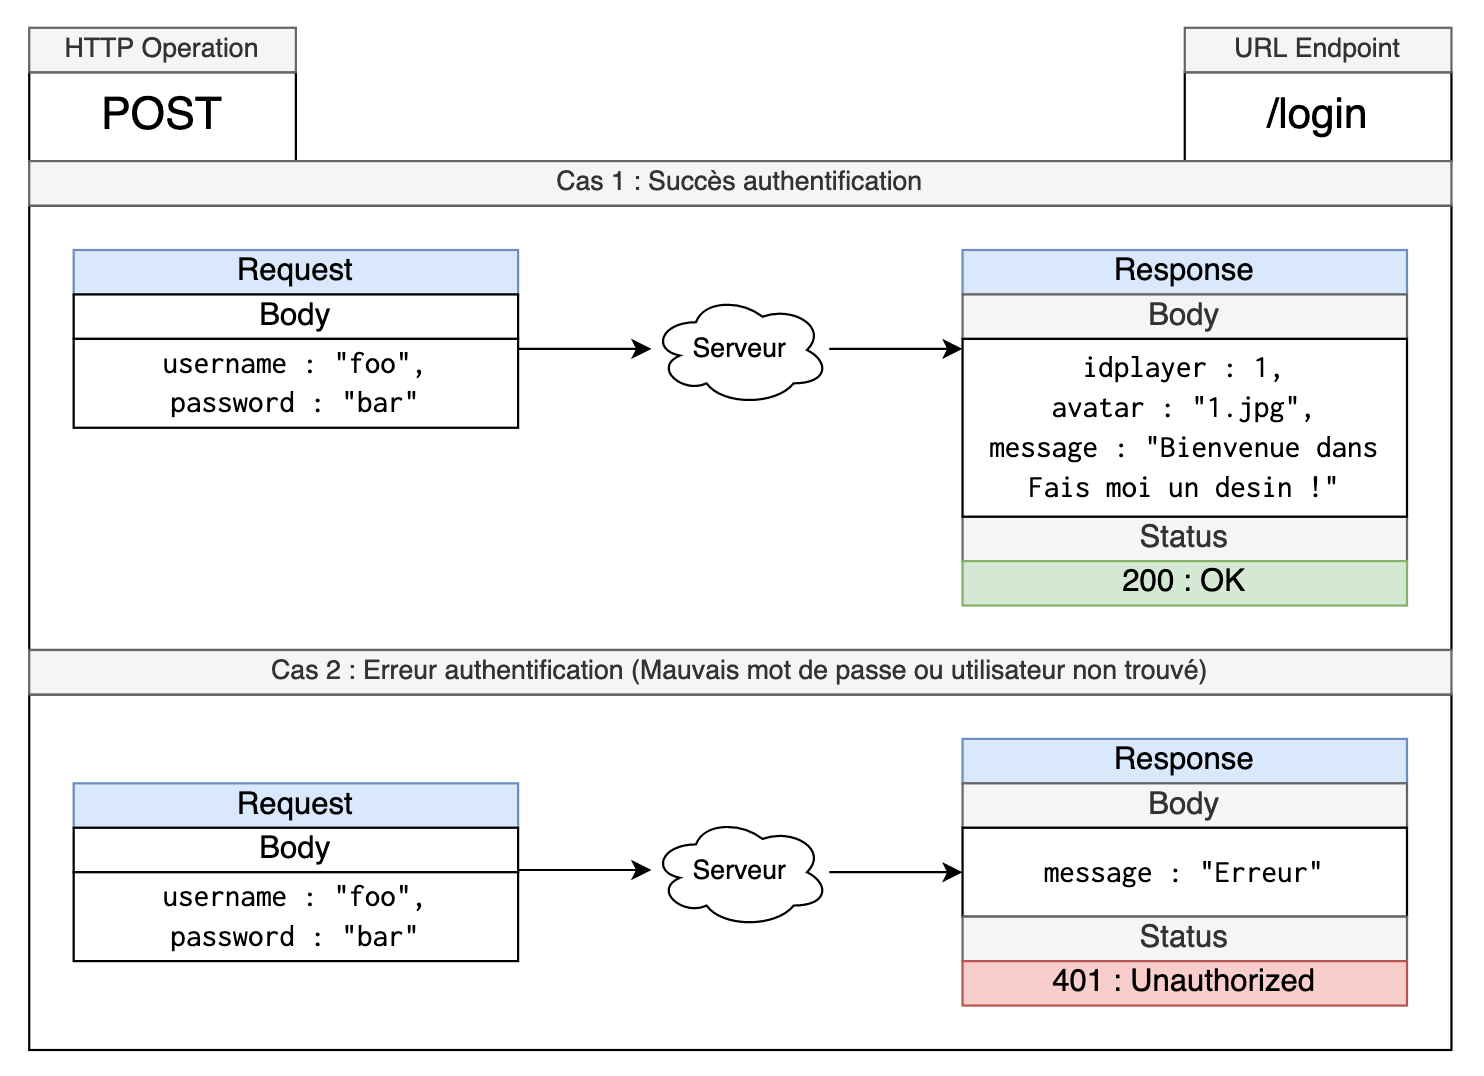 HTTP Operation
URL Endpoint
POST
/login
Cas 1 : Succès authentification
Request
Body
username : "foo",
password : "bar"
Serveur
Response
Body
idplayer : 1,
avatar : "1.jpg",
message : "Bienvenue dans
Fais moi un desin !"
Status
200 : OK
Cas 2 : Erreur authentification (Mauvais mot de passe ou utilisateur non trouvé)
Request
Body
username : "foo",
password : "bar"
Serveur
Response
Body
message : "Erreur"
Status
401 : Unauthorized